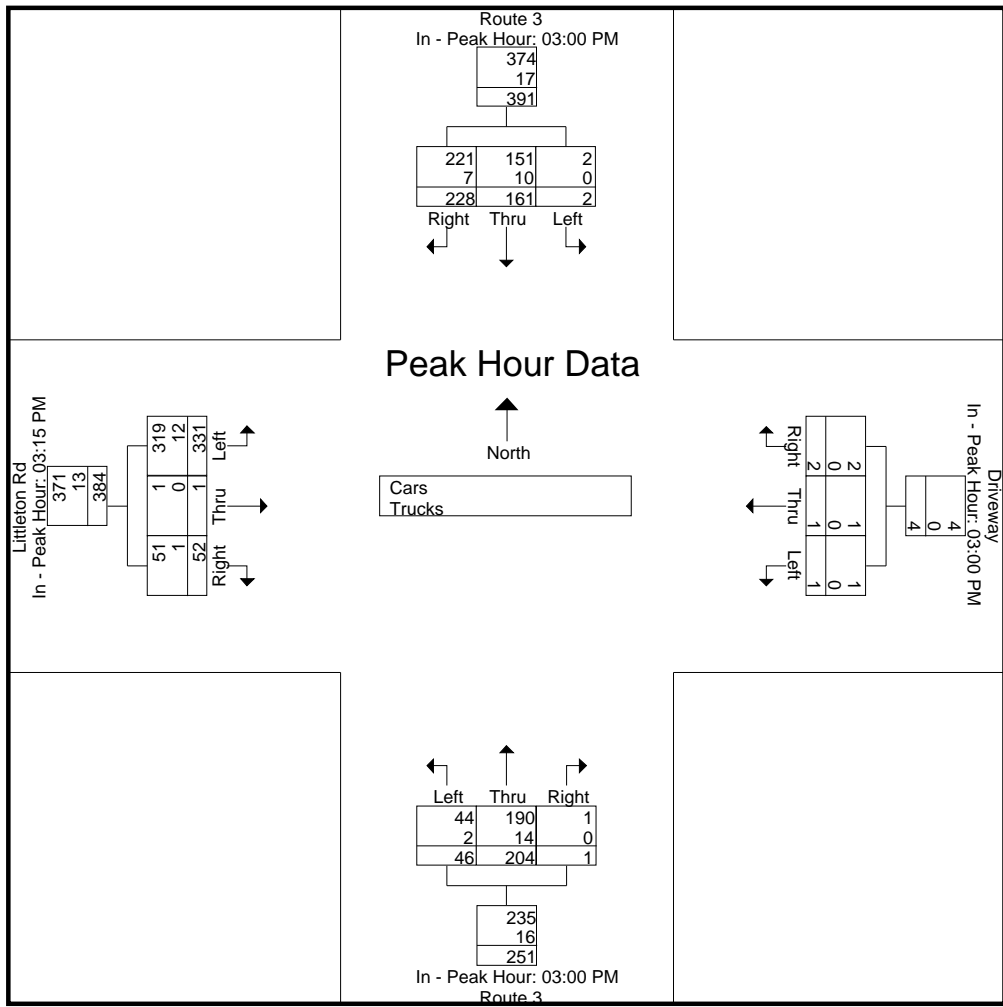 Route 3
In - Peak Hour: 03:00 PM
374
17
391
221 151 2
7 10 0
228 161 2
Right Thru Left
Peak Hour Data
North
Cars
Trucks
Littleton Rd
In - Peak Hour: 03:15 PM
371
13
384
319 12 331 Left
1 0 1 Thru
51 1 52 Right
Driveway
In - Peak Hour: 03:00 PM
4
0
4
Right 2 0 2
Thru 1 0 1
Left 1 0 1
Left Thru Right
44 190 1
2 14 0
46 204 1
235
16
251
In - Peak Hour: 03:00 PM
Route 3